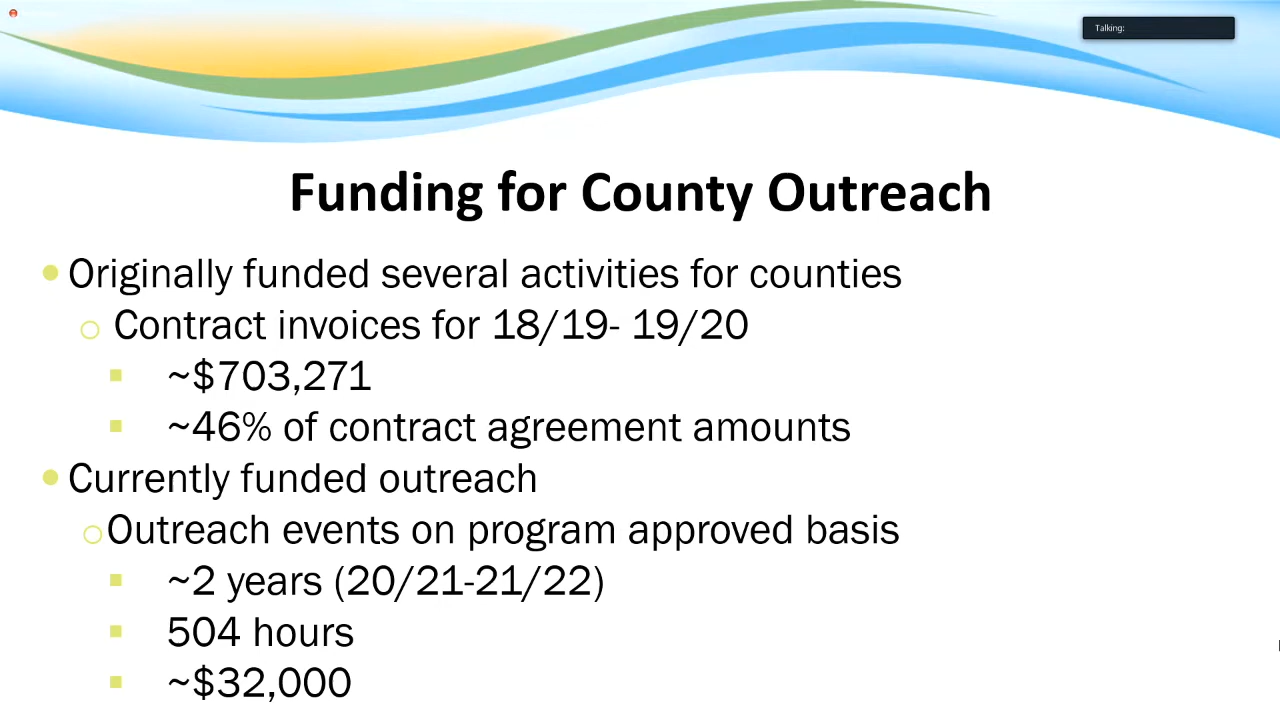 Talking:
Funding for County Outreach
Originally funded several activities for counties
Contract invoices for 18/19- 19/20
~$703,271
~46% of contract agreement amounts
Currently funded outreach
Outreach events on program approved basis
~2 years (20/21-21/22)
504 hours
~$32,000